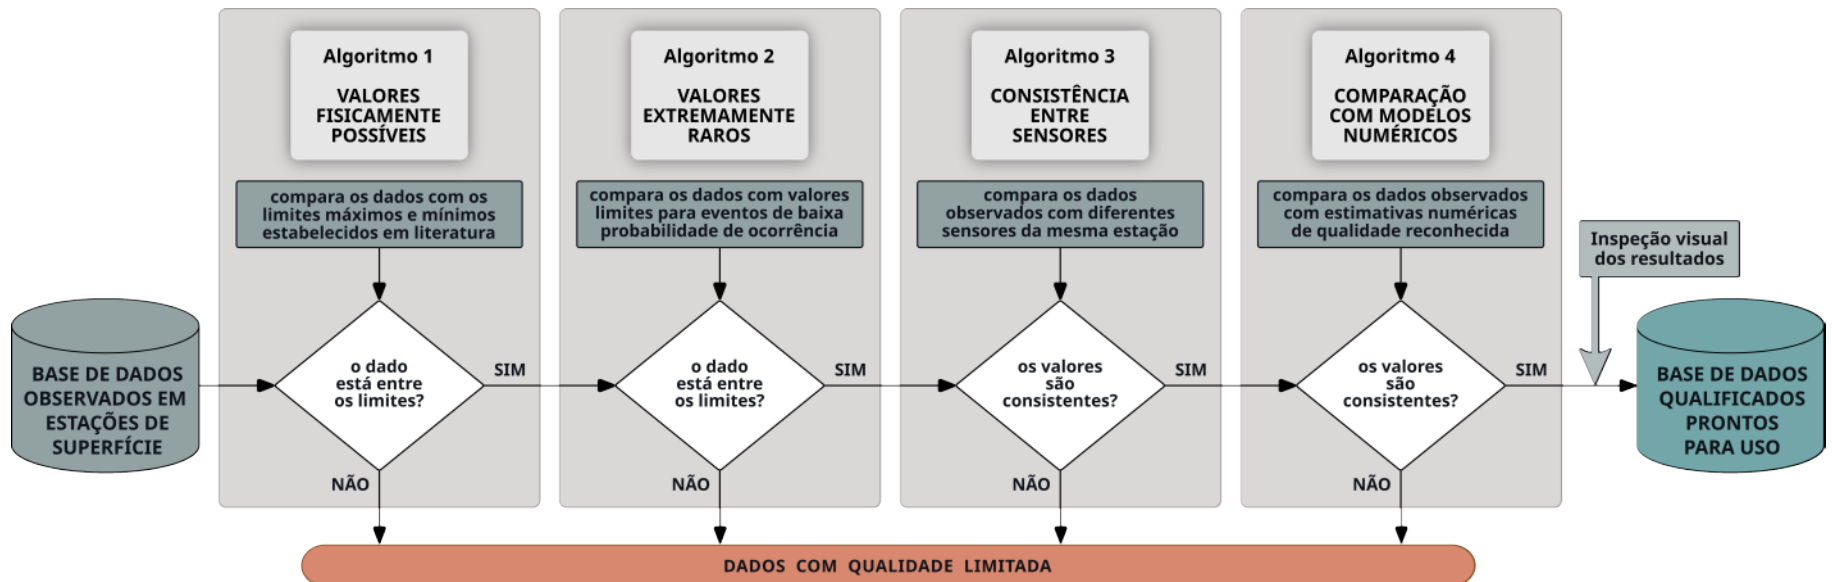 Algoritmo 1
VALORES
FISICAMENTE
POSSÍVEIS
compara os dados com os
limites máximos e mínimos
estabelecidos em literatura
o dado
está entre
os limites?
SIM
NÃO
Algoritmo 2
VALORES
EXTREMAMENTE
RAROS
compara os dados com valores
limites para eventos de baixa
probabilidade de ocorrência
o dado
está entre
os limites?
SIM
NÃO
Algoritmo 3
CONSISTÊNCIA
ENTRE
SENSORES
compara os dados
observados com diferentes
sensores da mesma estação
os valores
são
consistentes?
SIM
NÃO
Algoritmo 4
COMPARAÇÃO
COM MODELOS
NUMÉRICOS
compara os dados observados
com estimativas numéricas
de qualidade reconhecida
os valores
são
consistentes?
SIM
NÃO
BASE DE DADOS
OBSERVADOS EM
ESTAÇÕES DE
SUPERFÍCIE
Inspeção visual
dos resultados
BASE DE DADOS
QUALIFICADOS
PRONTOS
PARA USO
DADOS COM QUALIDADE LIMITADA